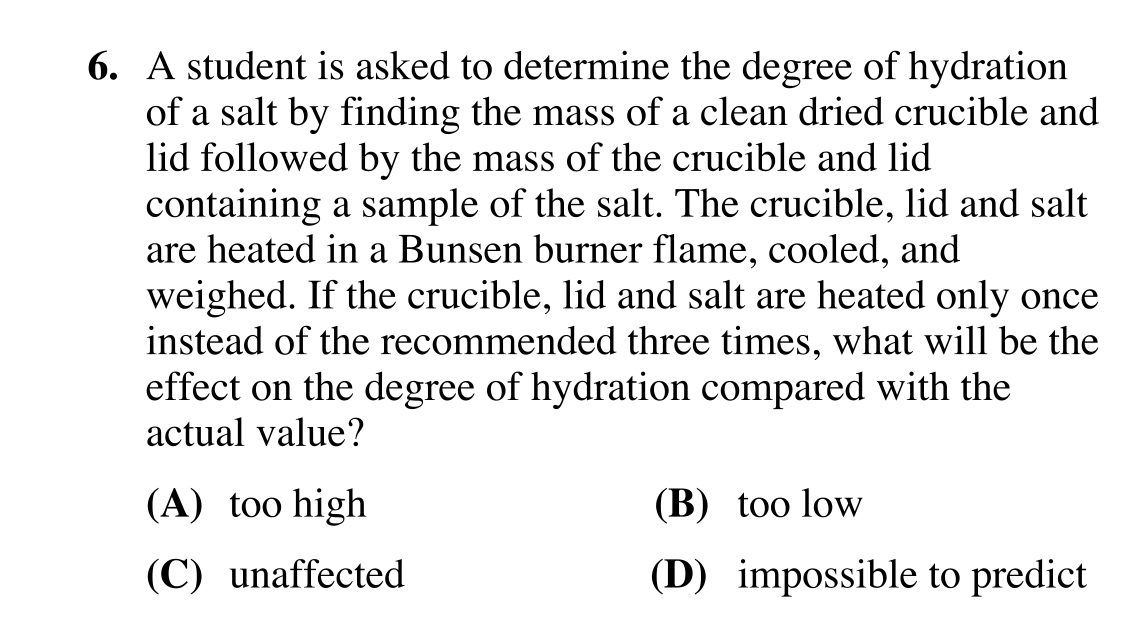 6. A student is asked to determine the degree of hydration
of a salt by finding the mass of a clean dried crucible and
lid followed by the mass of the crucible and lid
containing a sample of the salt. The crucible, lid and salt
are heated in a Bunsen burner flame, cooled, and
weighed. If the crucible, lid and salt are heated only once
instead of the recommended three times, what will be the
effect on the degree of hydration compared with the
actual value?
(A) too high (B) too low
(C) unaffected (D) impossible to predict